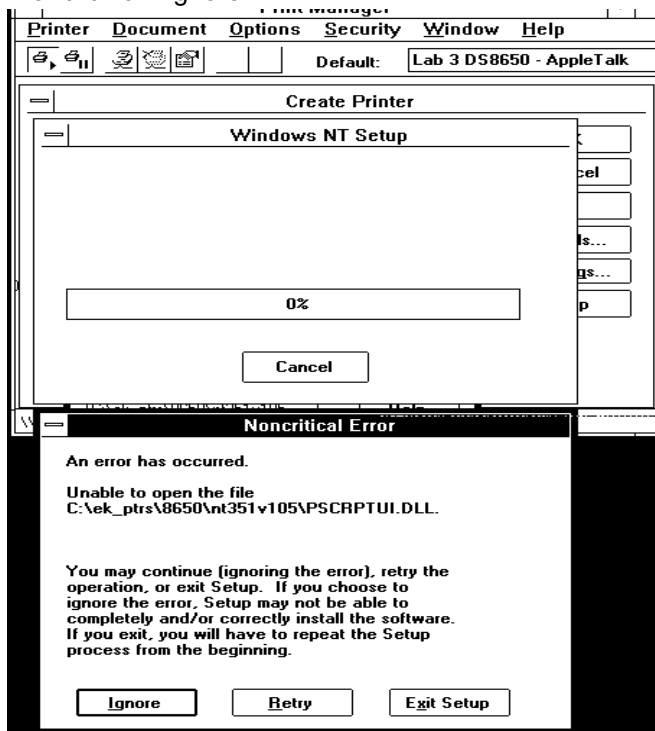 Print Manager
Printer Document Options Security Window Help
Default: Lab 3 DS8650 - AppleTalk
Create Printer
Windows NT Setup
0%
Cancel
Noncritical Error
An error has occurred.
Unable to open the file
C:\ek_ptrs\8650\nt351v105\PSCRPTUI.DLL.
You may continue (ignoring the error), retry the
operation, or exit Setup. If you choose to
ignore the error, Setup may not be able to
completely and/or correctly install the software.
If you exit, you will have to repeat the Setup
process from the beginning.
Ignore Retry Exit Setup